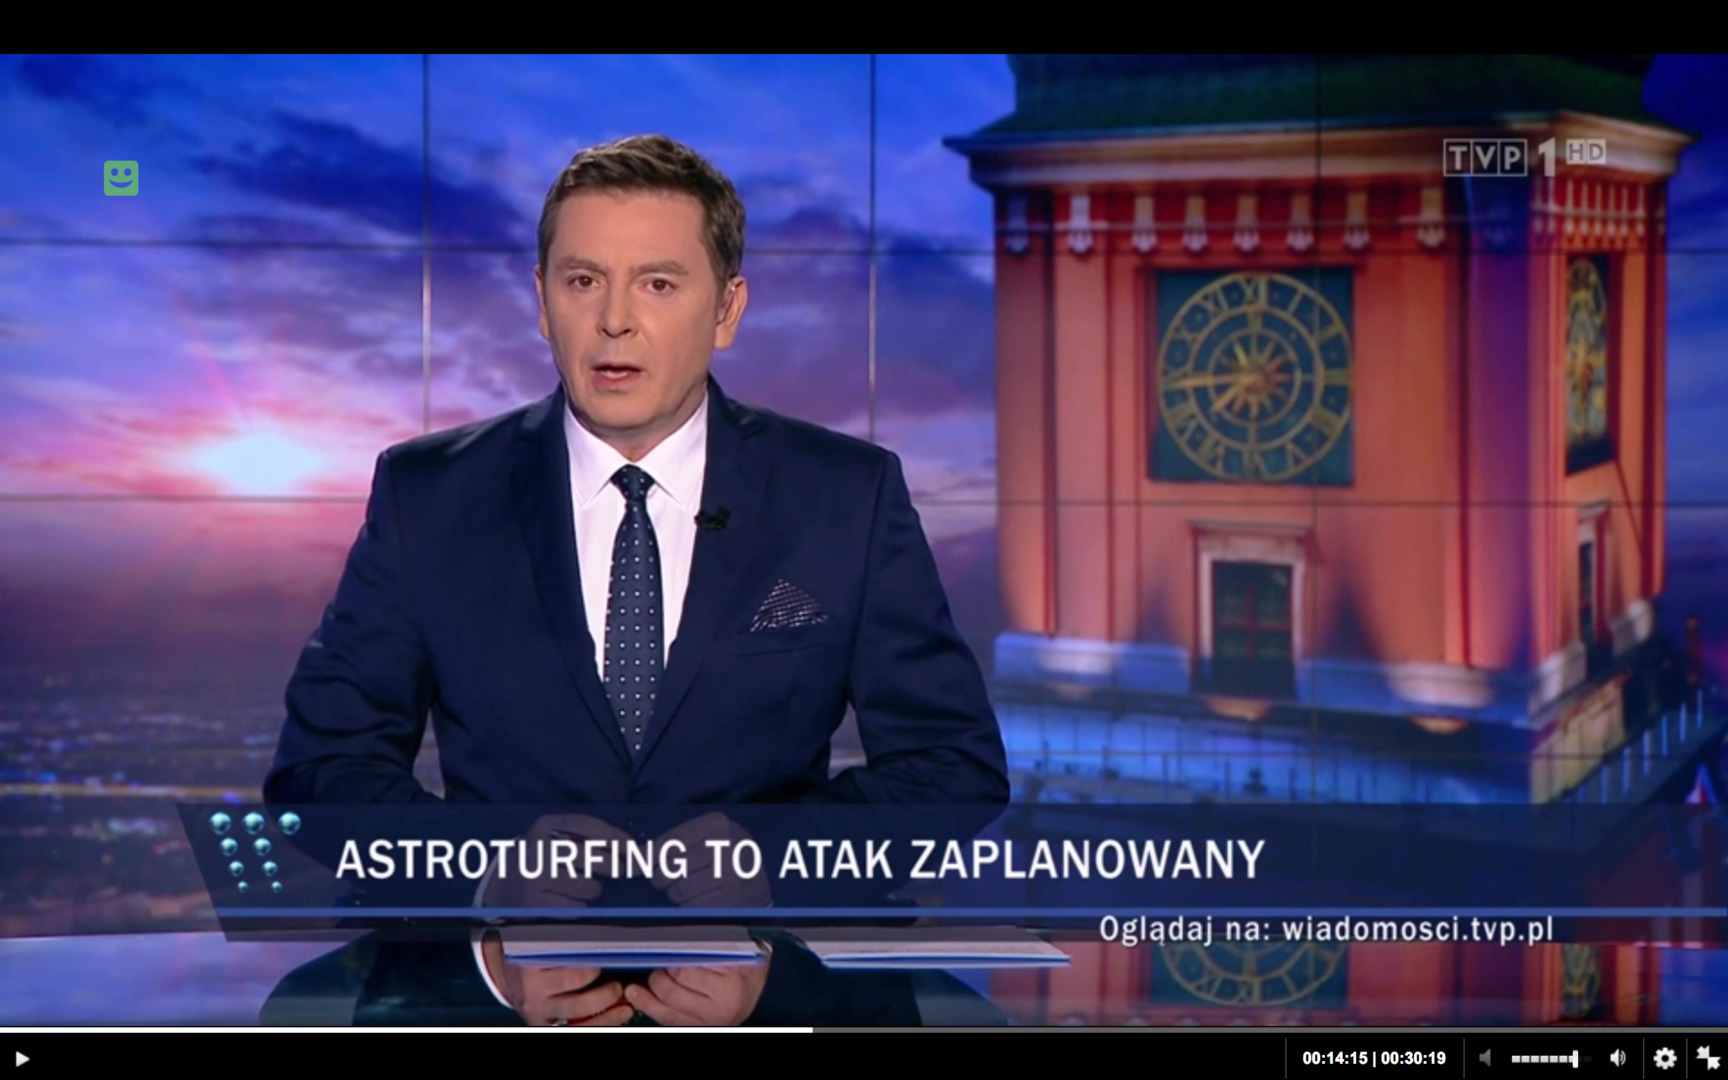 TVP 1 HD
ASTROTURFING TO ATAK ZAPLANOWANY
Oglądaj na: wiadomosci.tvp.pl
00:14:15 | 00:30:19